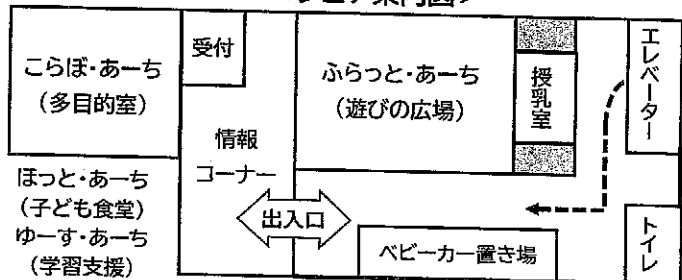 こらぼ・あーち
(多目的室)
受付
ふらっと・あーち
(遊びの広場)
授乳室
エレベーター
情報
コーナー
ほっと・あーち
(子ども食堂)
ゆーす・あーち
(学習支援)
出入口
ベビーカー置き場
トイレ